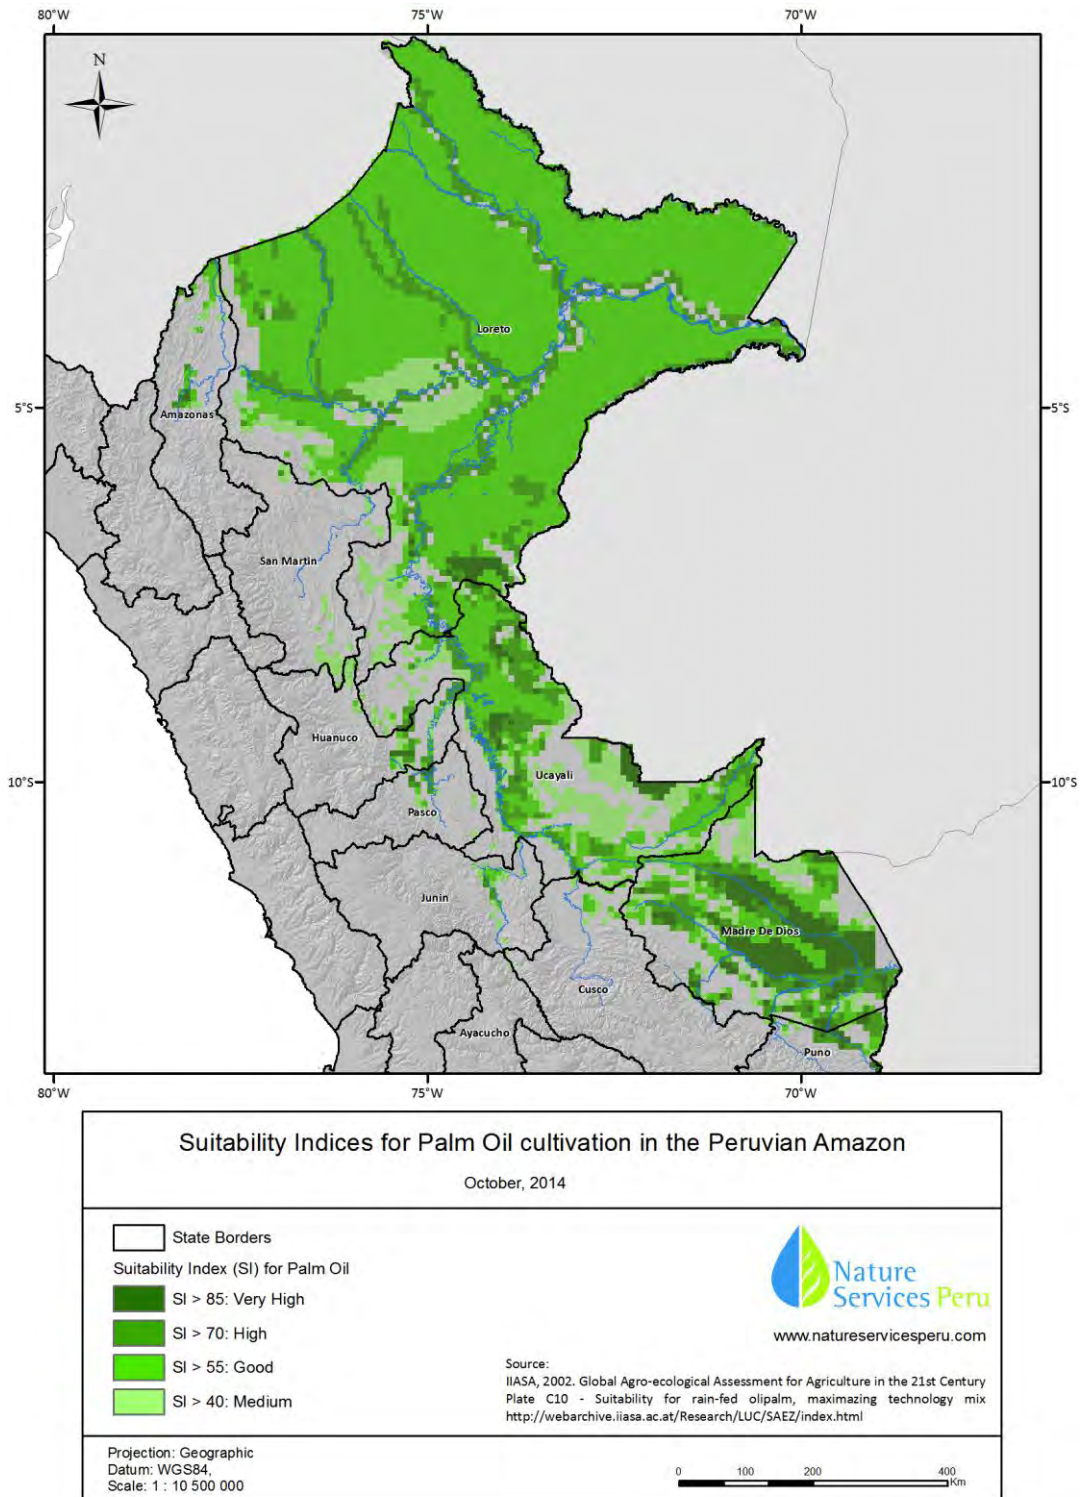 80°W 75°W 70°W
N
Loreto
5°S 5°S
Amazonas
San Martin
Huanuco
Ucayali
10°S 10°S
Pasco
Junin
Madre De Dios
Cusco
Ayacucho
Puno
80°W 75°W 70°W
Suitability Indices for Palm Oil cultivation in the Peruvian Amazon
October, 2014
State Borders
Suitability Index (SI) for Palm Oil
SI > 85: Very High
SI > 70: High
SI > 55: Good
SI > 40: Medium
Nature
Services Peru
www.natureservicesperu.com
Source:
IIASA, 2002. Global Agro-ecological Assessment for Agriculture in the 21st Century
Plate C10 - Suitability for rain-fed olipalm, maximazing technology mix
http://webarchive.iiasa.ac.at/Research/LUC/SAEZ/index.html
Projection: Geographic
Datum: WGS84,
Scale: 1 : 10 500 000
0 100 200 400
Km